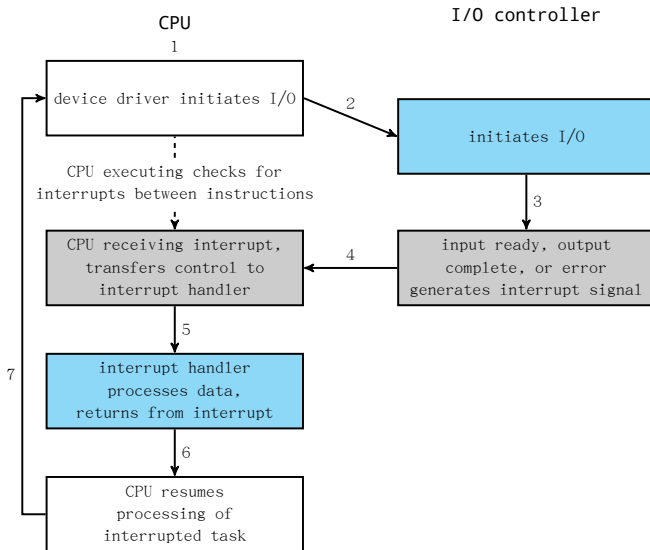 CPU
I/O controller
1
device driver initiates I/O
2
initiates I/O
CPU executing checks for
interrupts between instructions
3
CPU receiving interrupt,
transfers control to
interrupt handler
4
input ready, output
complete, or error
generates interrupt signal
5
interrupt handler
processes data,
returns from interrupt
7
6
CPU resumes
processing of
interrupted task